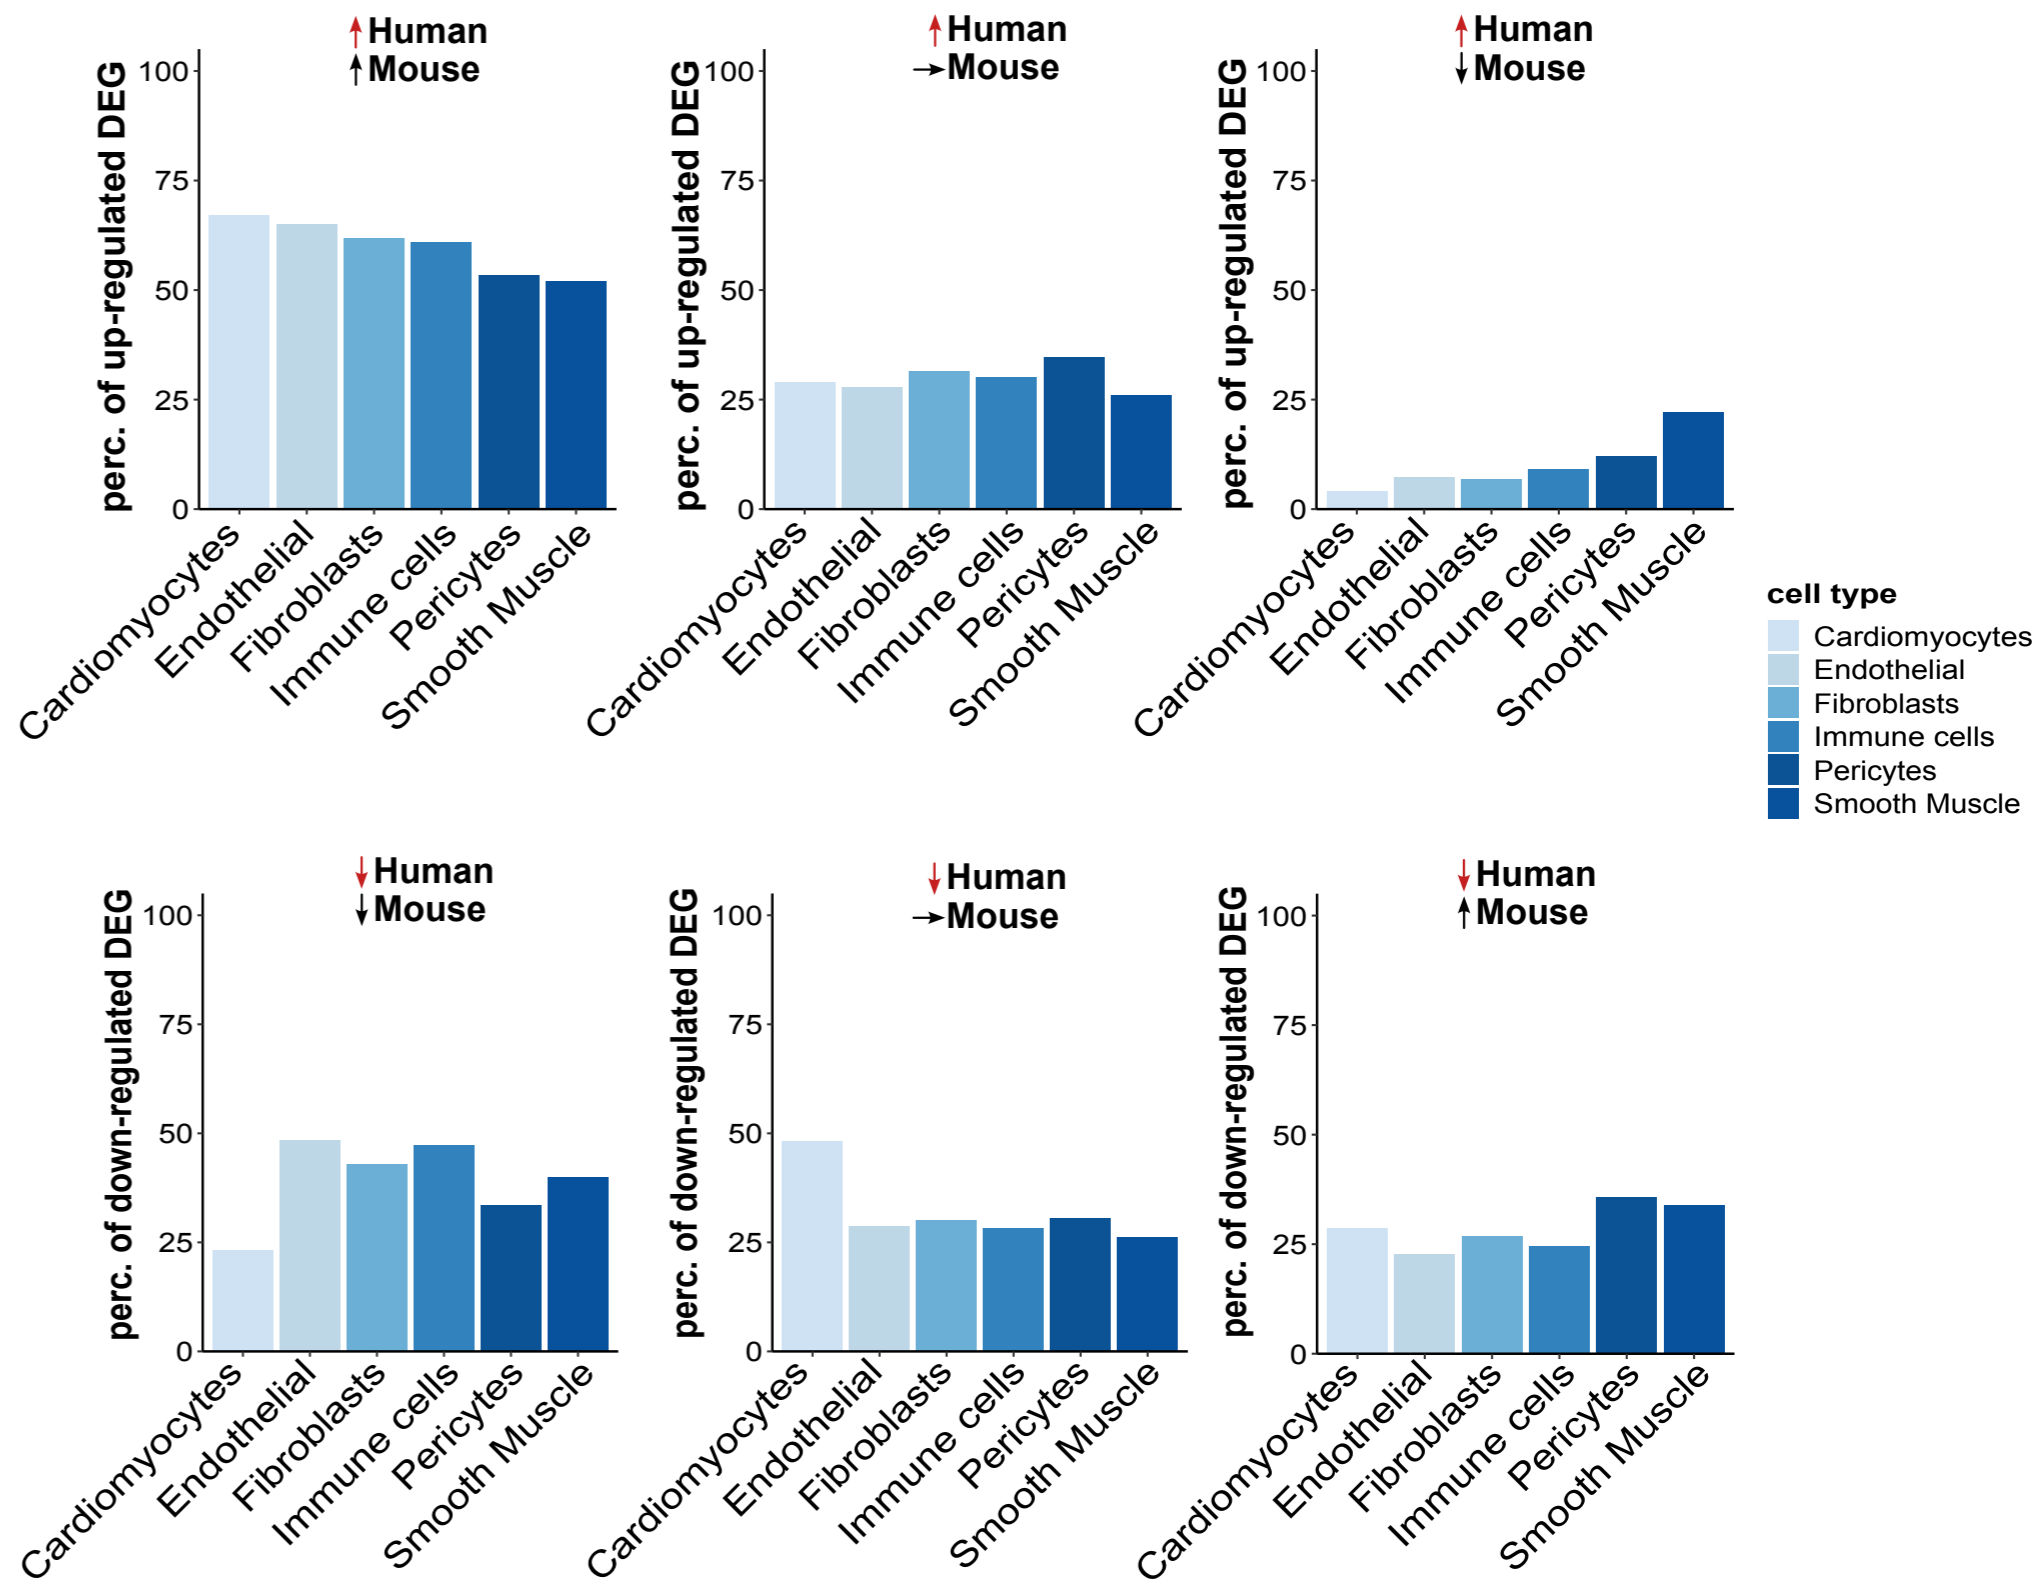 Human
Mouse
perc. of up-regulated DEG
100
75
50
25
0
Cardiomyocytes
Endothelial
Fibroblasts
Immune cells
Pericytes
Smooth Muscle
Human
Mouse
perc. of up-regulated DEG
100
75
50
25
0
Cardiomyocytes
Endothelial
Fibroblasts
Immune cells
Pericytes
Smooth Muscle
Human
Mouse
perc. of up-regulated DEG
100
75
50
25
0
Cardiomyocytes
Endothelial
Fibroblasts
Immune cells
Pericytes
Smooth Muscle
cell type
Cardiomyocytes
Endothelial
Fibroblasts
Immune cells
Pericytes
Smooth Muscle
Human
Mouse
perc. of down-regulated DEG
100
75
50
25
0
Cardiomyocytes
Endothelial
Fibroblasts
Immune cells
Pericytes
Smooth Muscle
Human
Mouse
perc. of down-regulated DEG
100
75
50
25
0
Cardiomyocytes
Endothelial
Fibroblasts
Immune cells
Pericytes
Smooth Muscle
Human
Mouse
perc. of down-regulated DEG
100
75
50
25
0
Cardiomyocytes
Endothelial
Fibroblasts
Immune cells
Pericytes
Smooth Muscle